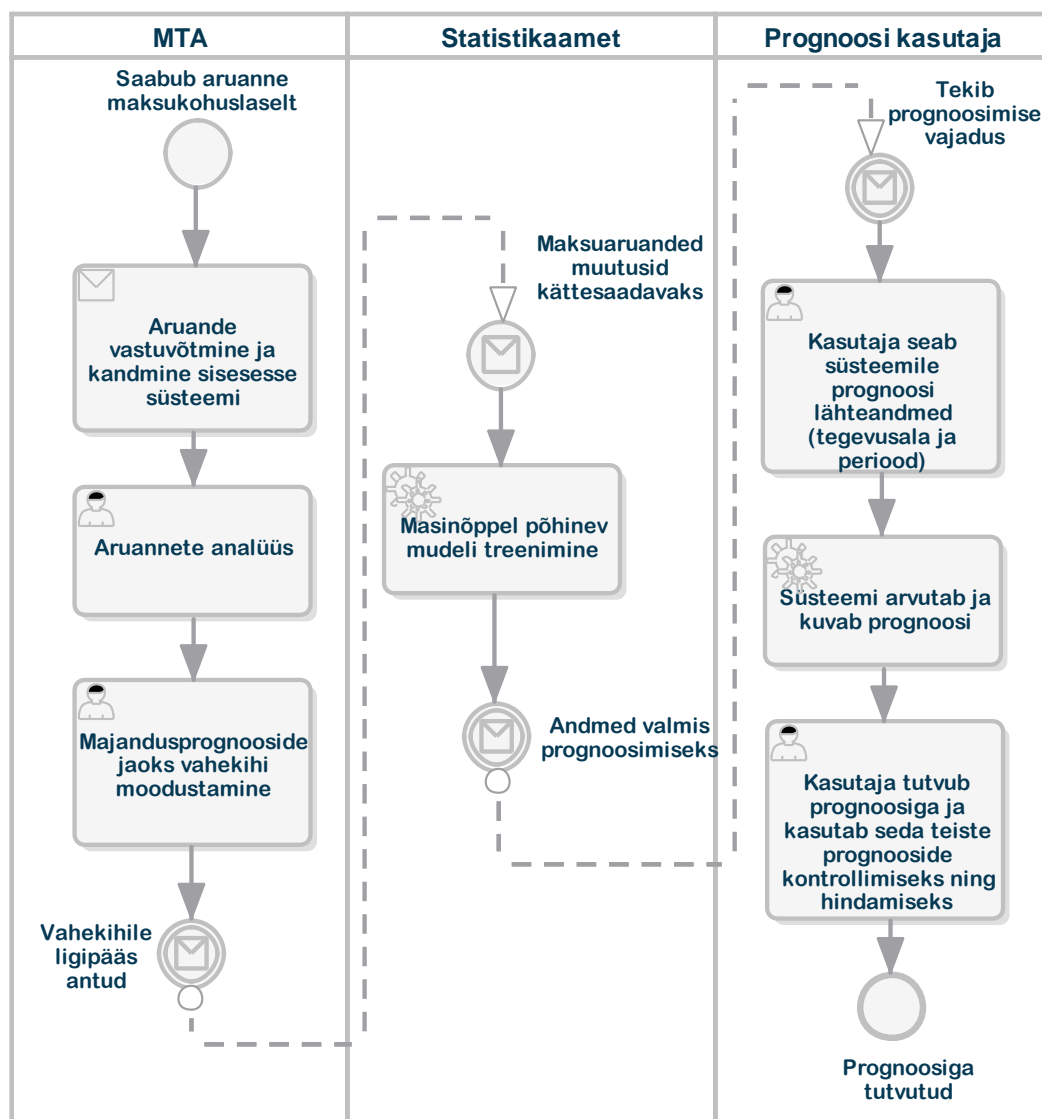 MTA
Statistikaamet
Prognoosi kasutaja
Saabub aruanne
maksukohuslaselt
Aruande
vastuvõtmine ja
kandmine sisesesse
süsteemi
Aruannete analüüs
Majandusprognooside
jaoks vahekihi
moodustamine
Vahekihile
ligipääs
antud
Maksuaruanded
muutusid
kättesaadavaks
Masinõppel põhinev
mudeli treenimine
Andmed valmis
prognoosimiseks
Tekib
prognoosimise
vajadus
Kasutaja seab
süsteemile
prognoosi
lähteandmed
(tegevusala ja
periood)
Süsteemi arvutab ja
kuvab prognoosi
Kasutaja tutvub
prognoosiga ja
kasutab seda teiste
prognooside
kontrollimiseks ning
hindamiseks
Prognoosiga
tutvutud